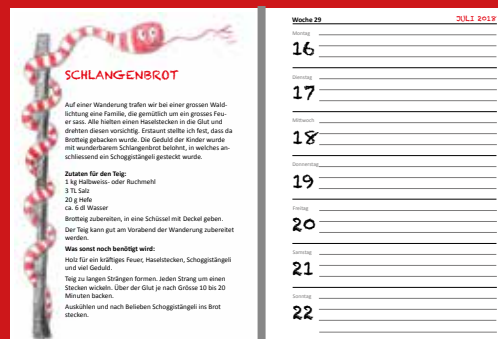 SCHLANGENBROT
Auf einer Wanderung trafen wir bei einer grossen Wald-
lichtung eine Familie, die gemütlich um ein grosses Feu-
er sass. Alle hielten einen Haselstecken in die Glut und
drehten diesen vorsichtig. Erstaunt stellte ich fest, dass da
Brotteig gebacken wurde. Die Geduld der Kinder wurde
mit wunderbarem Schlangenbrot belohnt, in welches an-
schliessend ein Schoggistängeli gesteckt wurde.
Zutaten für den Teig:
1 kg Halbweiss- oder Ruchmehl
3 TL Salz
20 g Hefe
ca. 6 dl Wasser
Brotteig zubereiten, in eine Schüssel mit Deckel geben.
Der Teig kann gut am Vorabend der Wanderung zubereitet
werden.
Was sonst noch benötigt wird:
Holz für ein kräftiges Feuer, Haselstecken, Schoggistängeli
und viel Geduld.
Teig zu langen Strängen formen. Jeden Strang um einen
Stecken wickeln. Über der Glut je nach Grösse 10 bis 20
Minuten backen.
Auskühlen und nach Belieben Schoggistängeli ins Brot
stecken.
Woche 29
JULI 2018
Montag
16
Dienstag
17
Mittwoch
18
Donnerstag
19
Freitag
20
Samstag
21
Sonntag
22